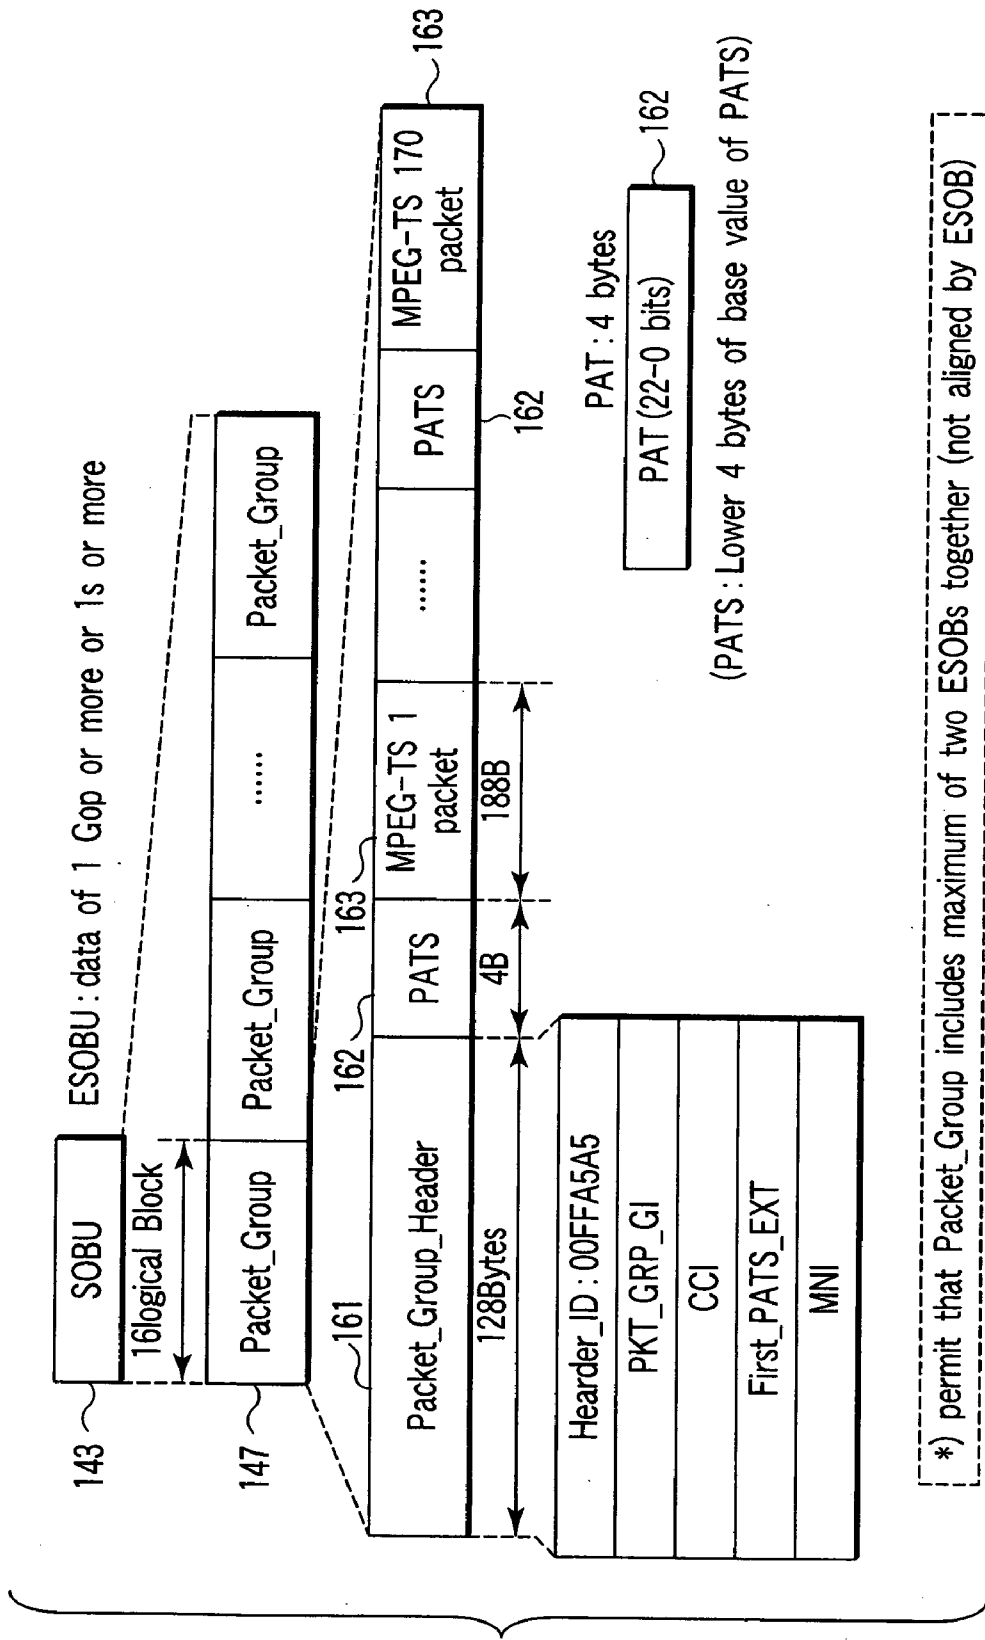 143
SOBU
ESOBU : data of 1 Gop or more or 1s or more
16logical Block
147
Packet_Group
Packet_Group
......
Packet_Group
161
162
163
163
Packet_Group_Header
PATS
MPEG-TS 1
packet
......
PATS
MPEG-TS 170
packet
128Bytes
4B
188B
162
Hearder_ID : 00FFA5A5
PKT_GRP_GI
CCI
First_PATS_EXT
MNI
PAT : 4 bytes
162
PAT (22-0 bits)
(PATS : Lower 4 bytes of base value of PATS)
*) permit that Packet_Group includes maximum of two ESOBs together (not aligned by ESOB)